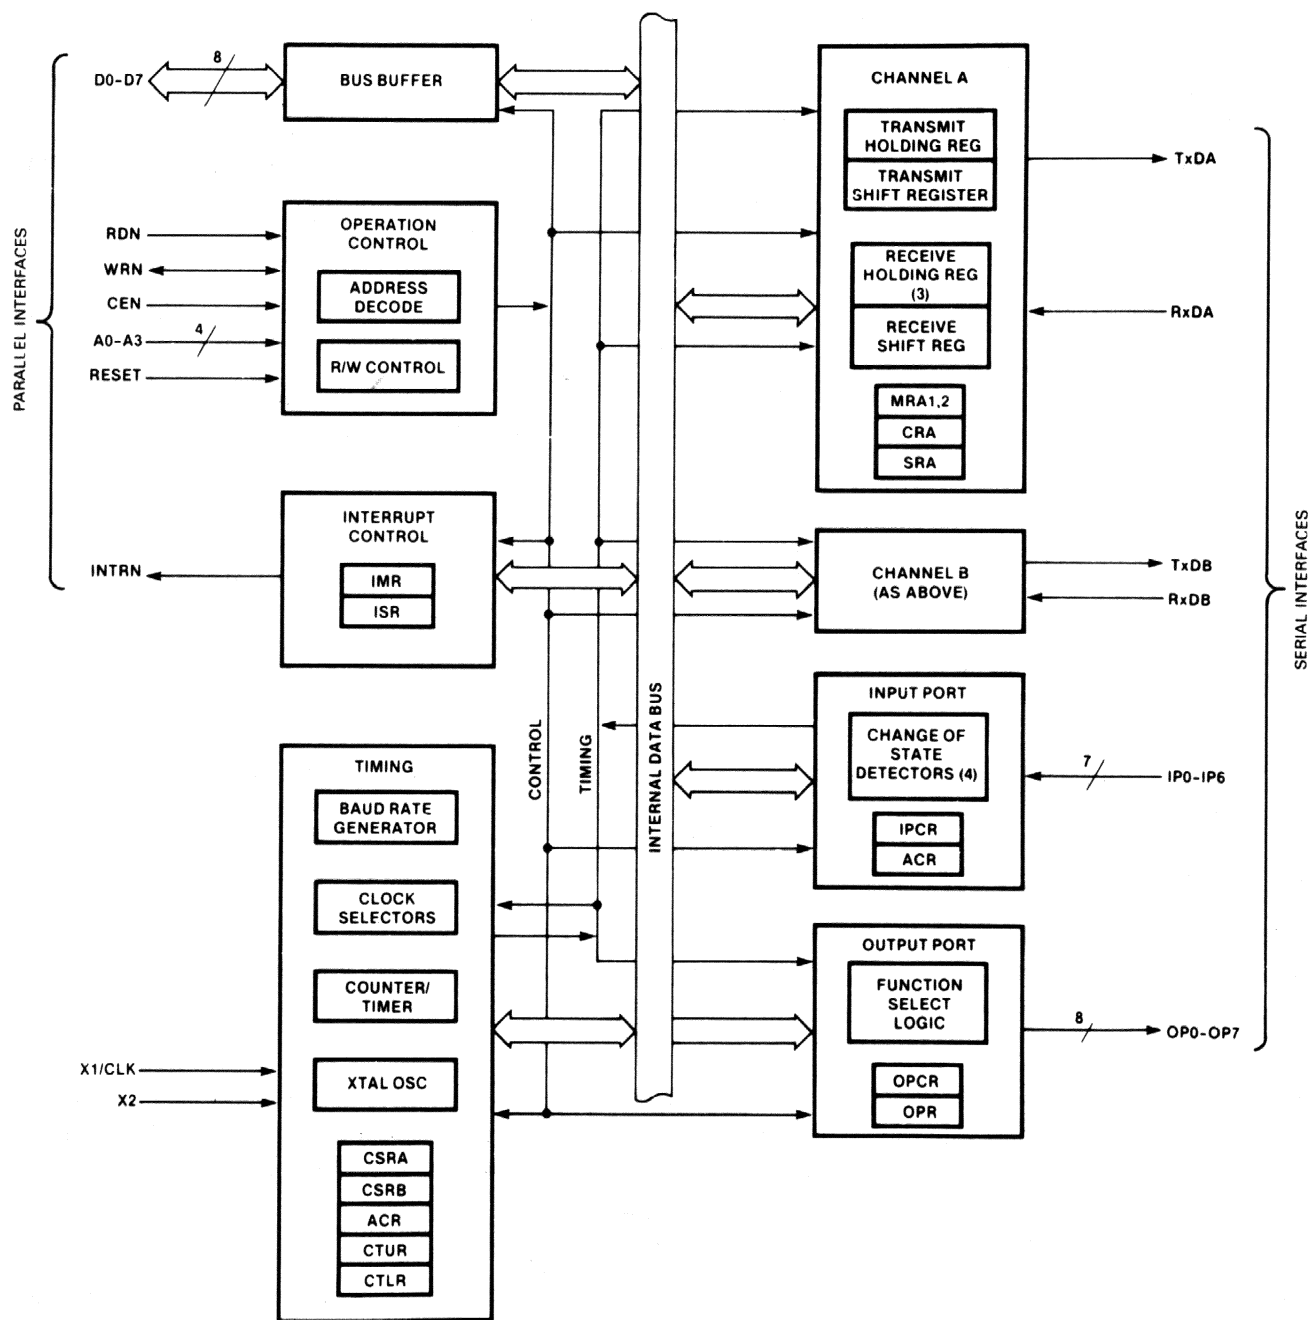 PARALLEL INTERFACES
D0-D7
8
BUS BUFFER
RDN
WRN
CEN
A0-A3
4
RESET
OPERATION
CONTROL
ADDRESS
DECODE
R/W CONTROL
INTRN
INTERRUPT
CONTROL
IMR
ISR
TIMING
BAUD RATE
GENERATOR
CLOCK
SELECTORS
COUNTER/
TIMER
X1/CLK
X2
XTAL OSC
CSRA
CSRB
ACR
CTUR
CTLR
CONTROL
TIMING
INTERNAL DATA BUS
CHANNEL A
TRANSMIT
HOLDING REG
TRANSMIT
SHIFT REGISTER
RECEIVE
HOLDING REG
(3)
RECEIVE
SHIFT REG
MRA1,2
CRA
SRA
TxDA
RxDA
CHANNEL B
(AS ABOVE)
TxDB
RxDB
INPUT PORT
CHANGE OF
STATE
DETECTORS (4)
IPCR
ACR
7
IP0-IP6
OUTPUT PORT
FUNCTION
SELECT
LOGIC
OPCR
OPR
8
OP0-OP7
SERIAL INTERFACES